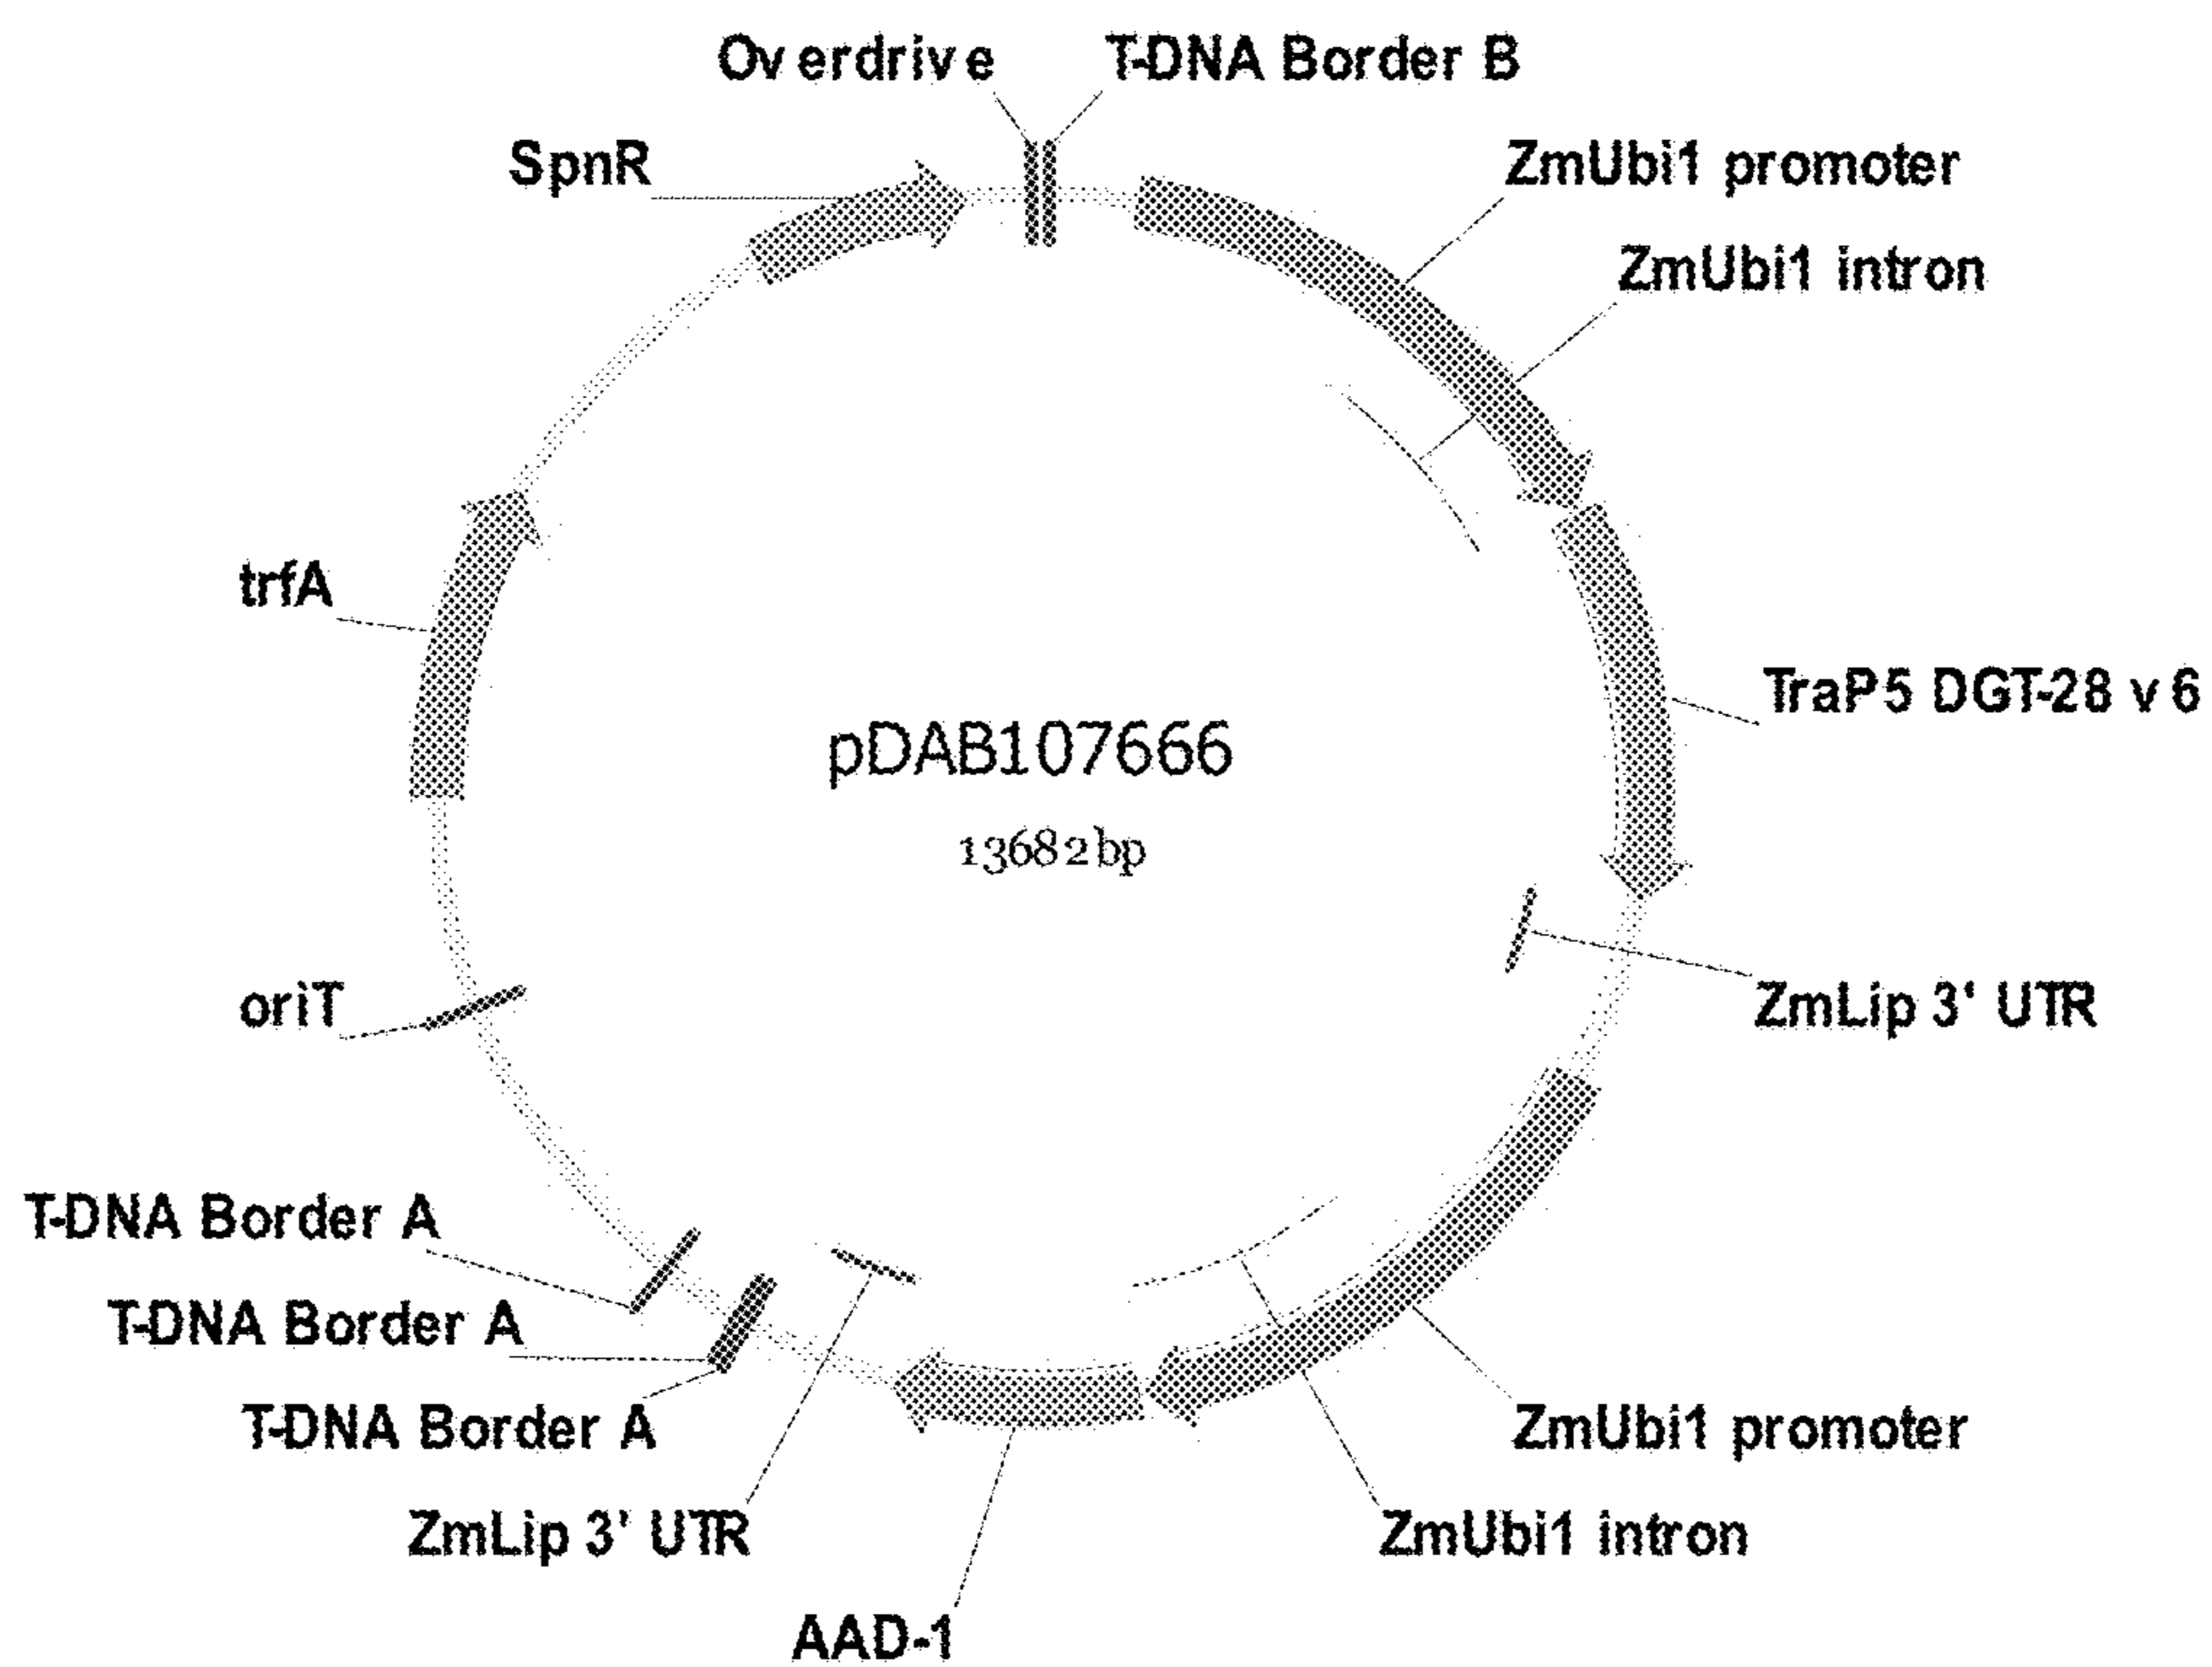 Overdrive
T-DNA Border B
SpnR
ZmUbi1 promoter
ZmUbi1 intron
trfA
TraP5 DGT-28 v6
pDAB107666
13682bp
oriT
ZmLip 3' UTR
T-DNA Border A
T-DNA Border A
T-DNA Border A
ZmUbi1 promoter
ZmLip 3' UTR
ZmUbi1 intron
AAD-1